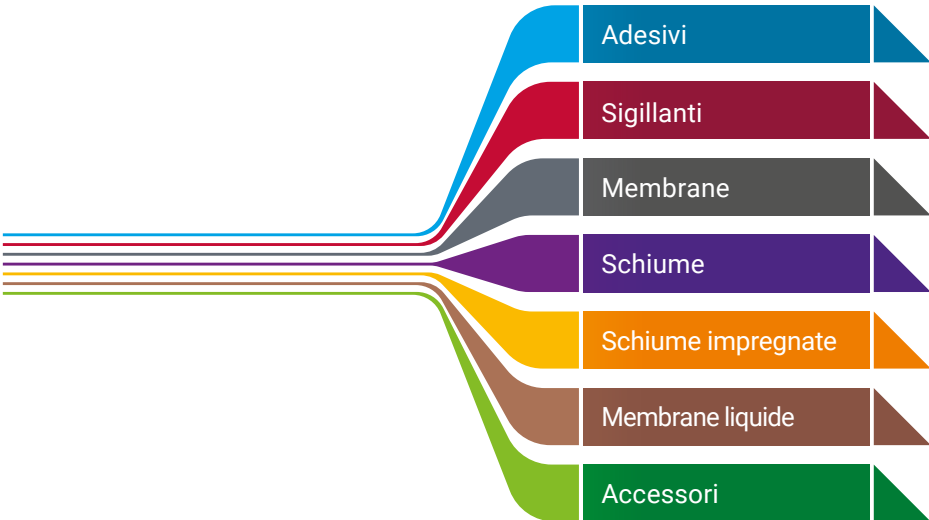 Adesivi
Sigillanti
Membrane
Schiume
Schiume impregnate
Membrane liquide
Accessori